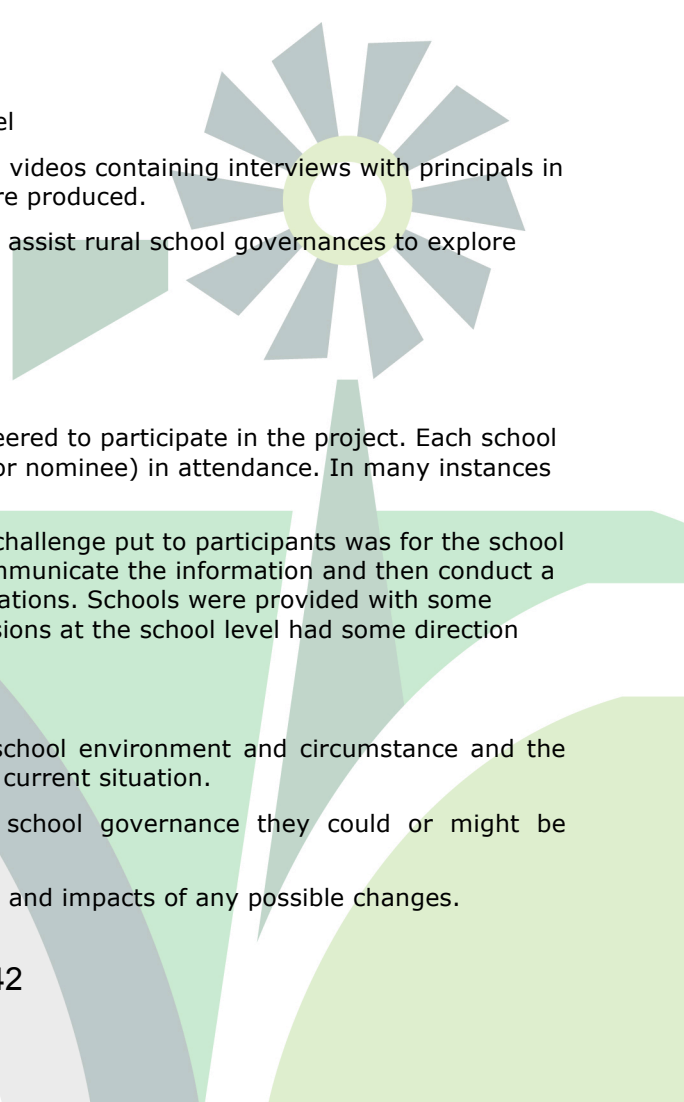 el
videos containing interviews with principals in
re produced.
assist rural school governances to explore
eered to participate in the project. Each school
or nominee) in attendance. In many instances
challenge put to participants was for the school
mmunicate the information and then conduct a
ations. Schools were provided with some
sions at the school level had some direction
school environment and circumstance and the
current situation.
school governance they could or might be
and impacts of any possible changes.
42